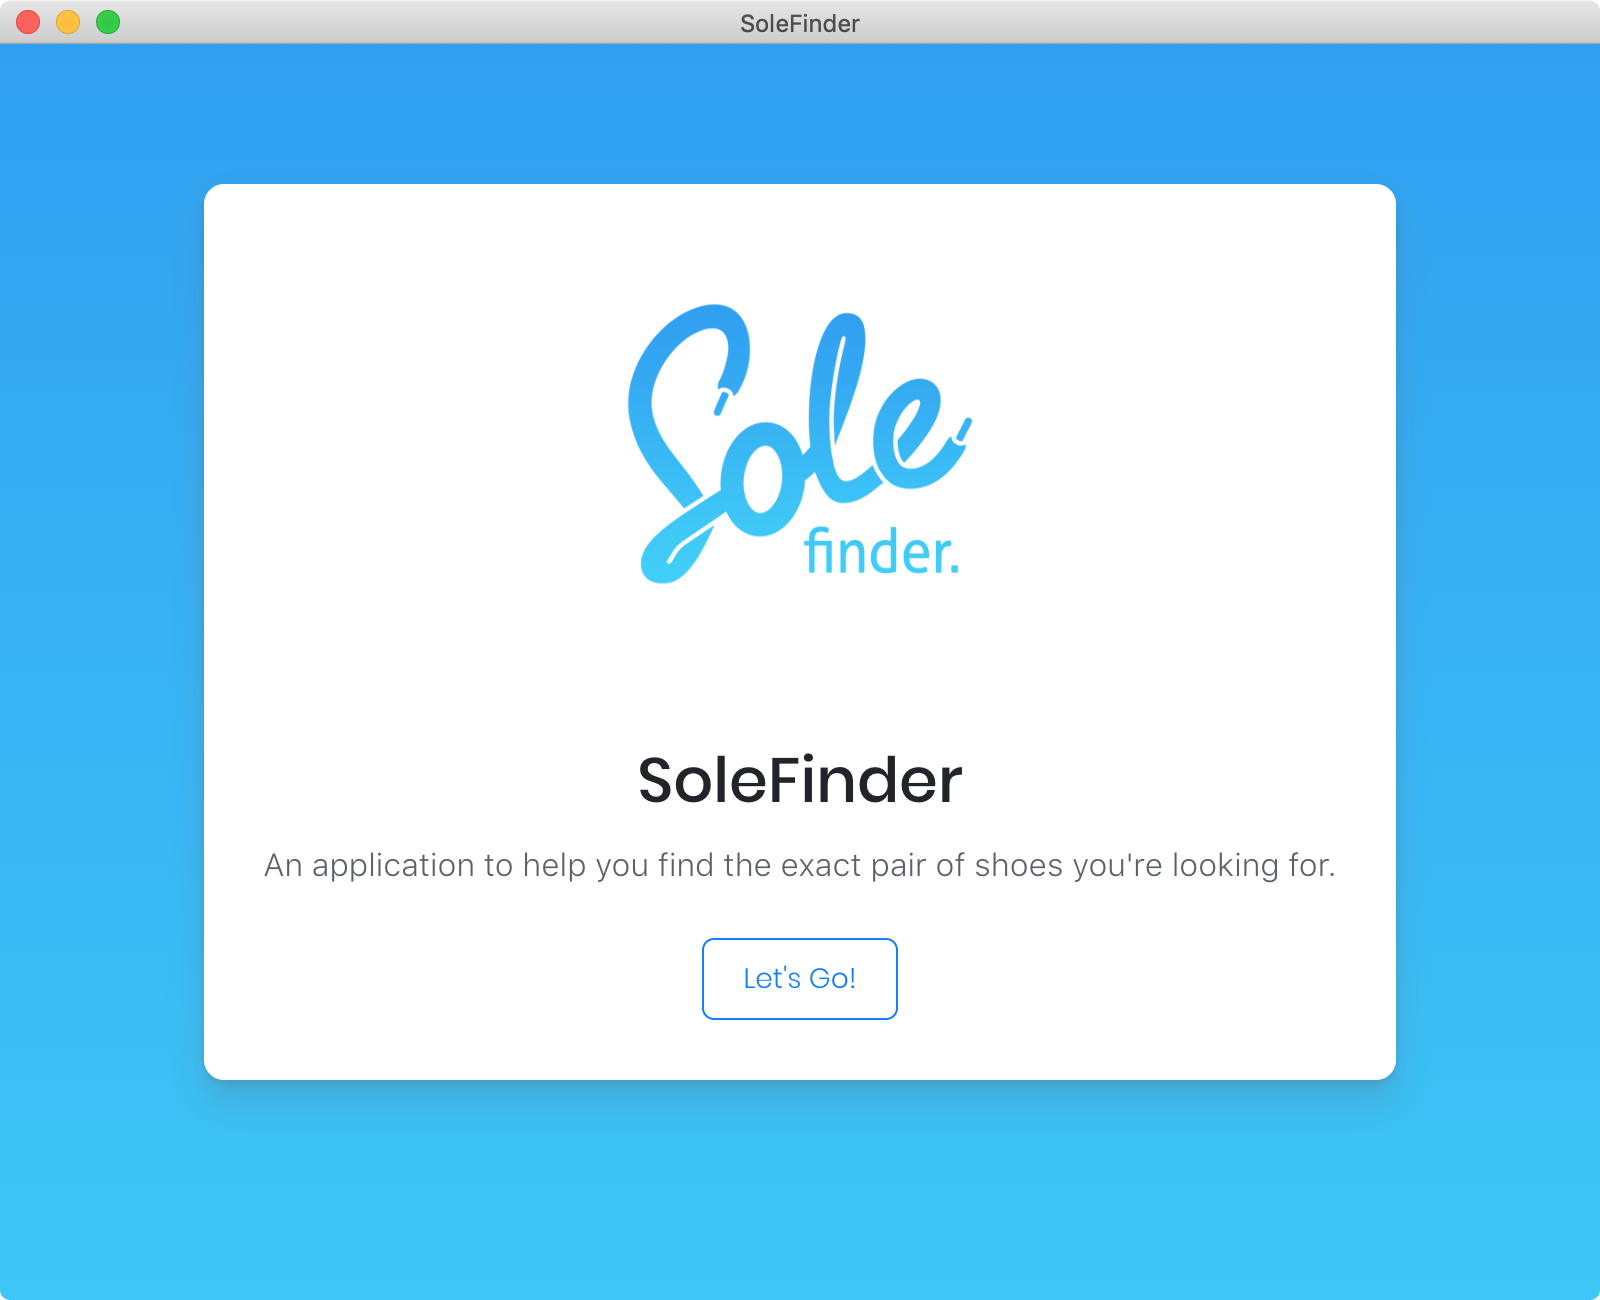 SoleFinder
Sole
finder.
SoleFinder
An application to help you find the exact pair of shoes you're looking for.
Let's Go!